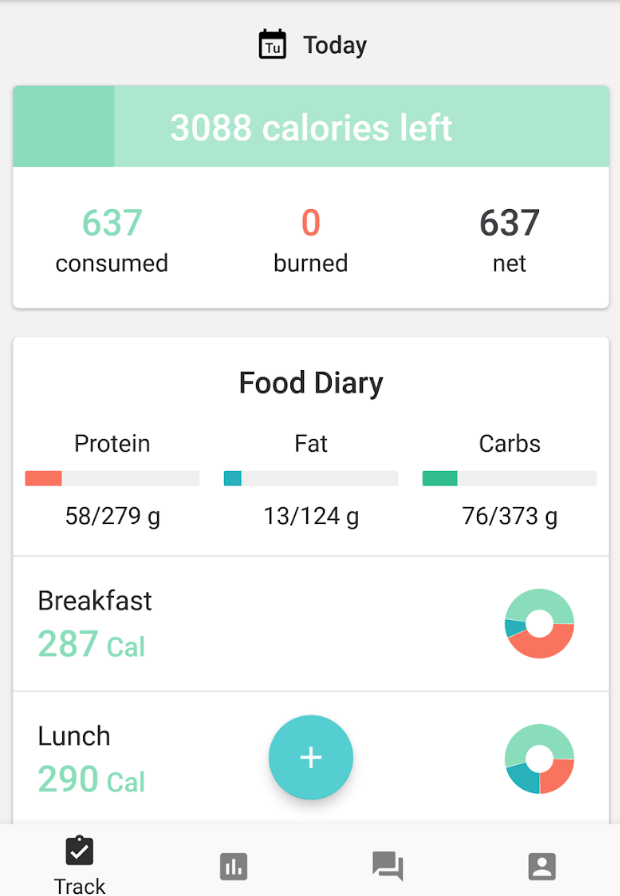 Tu Today
3088 calories left
637 0 637
consumed burned net
Food Diary
Protein Fat Carbs
58/279 g 13/124 g 76/373 g
Breakfast
287 Cal
Lunch
290 Cal
+
Track